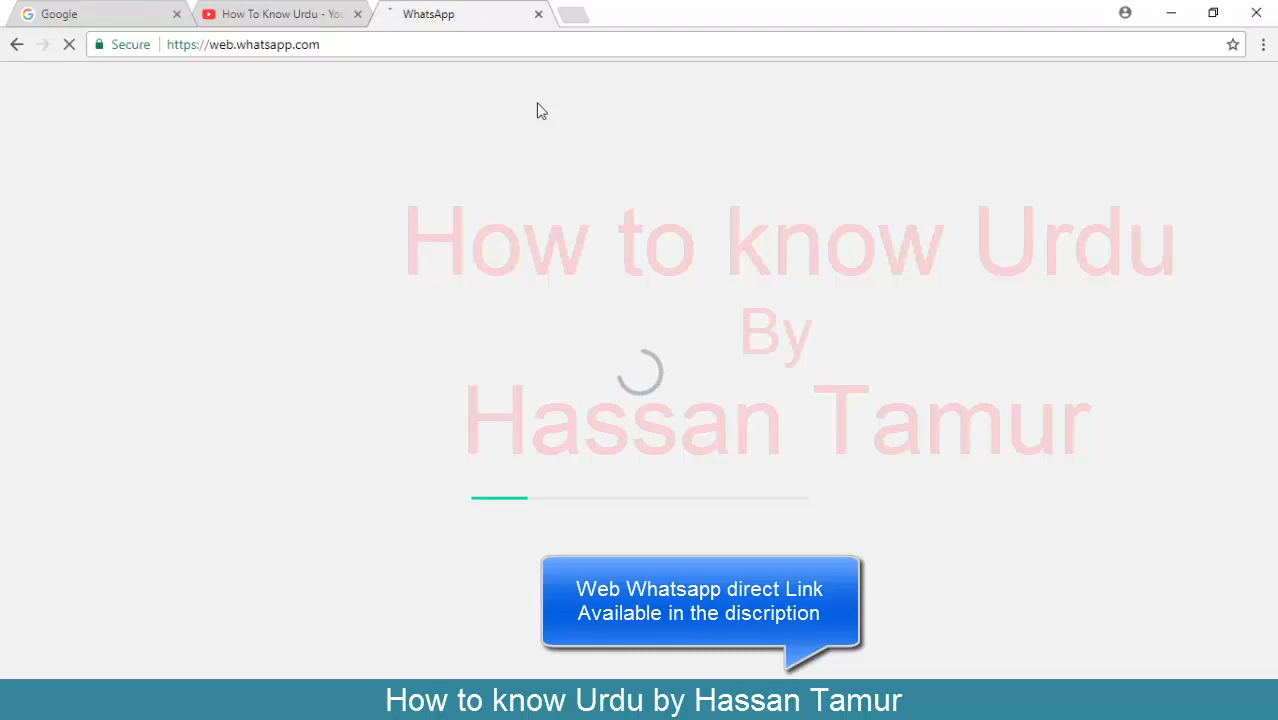 Google
How To Know Urdu - Yo
WhatsApp
Secure
https://web.whatsapp.com
How to know Urdu
By
Hassan Tamur
Web Whatsapp direct Link
Available in the discription
How to know Urdu by Hassan Tamur